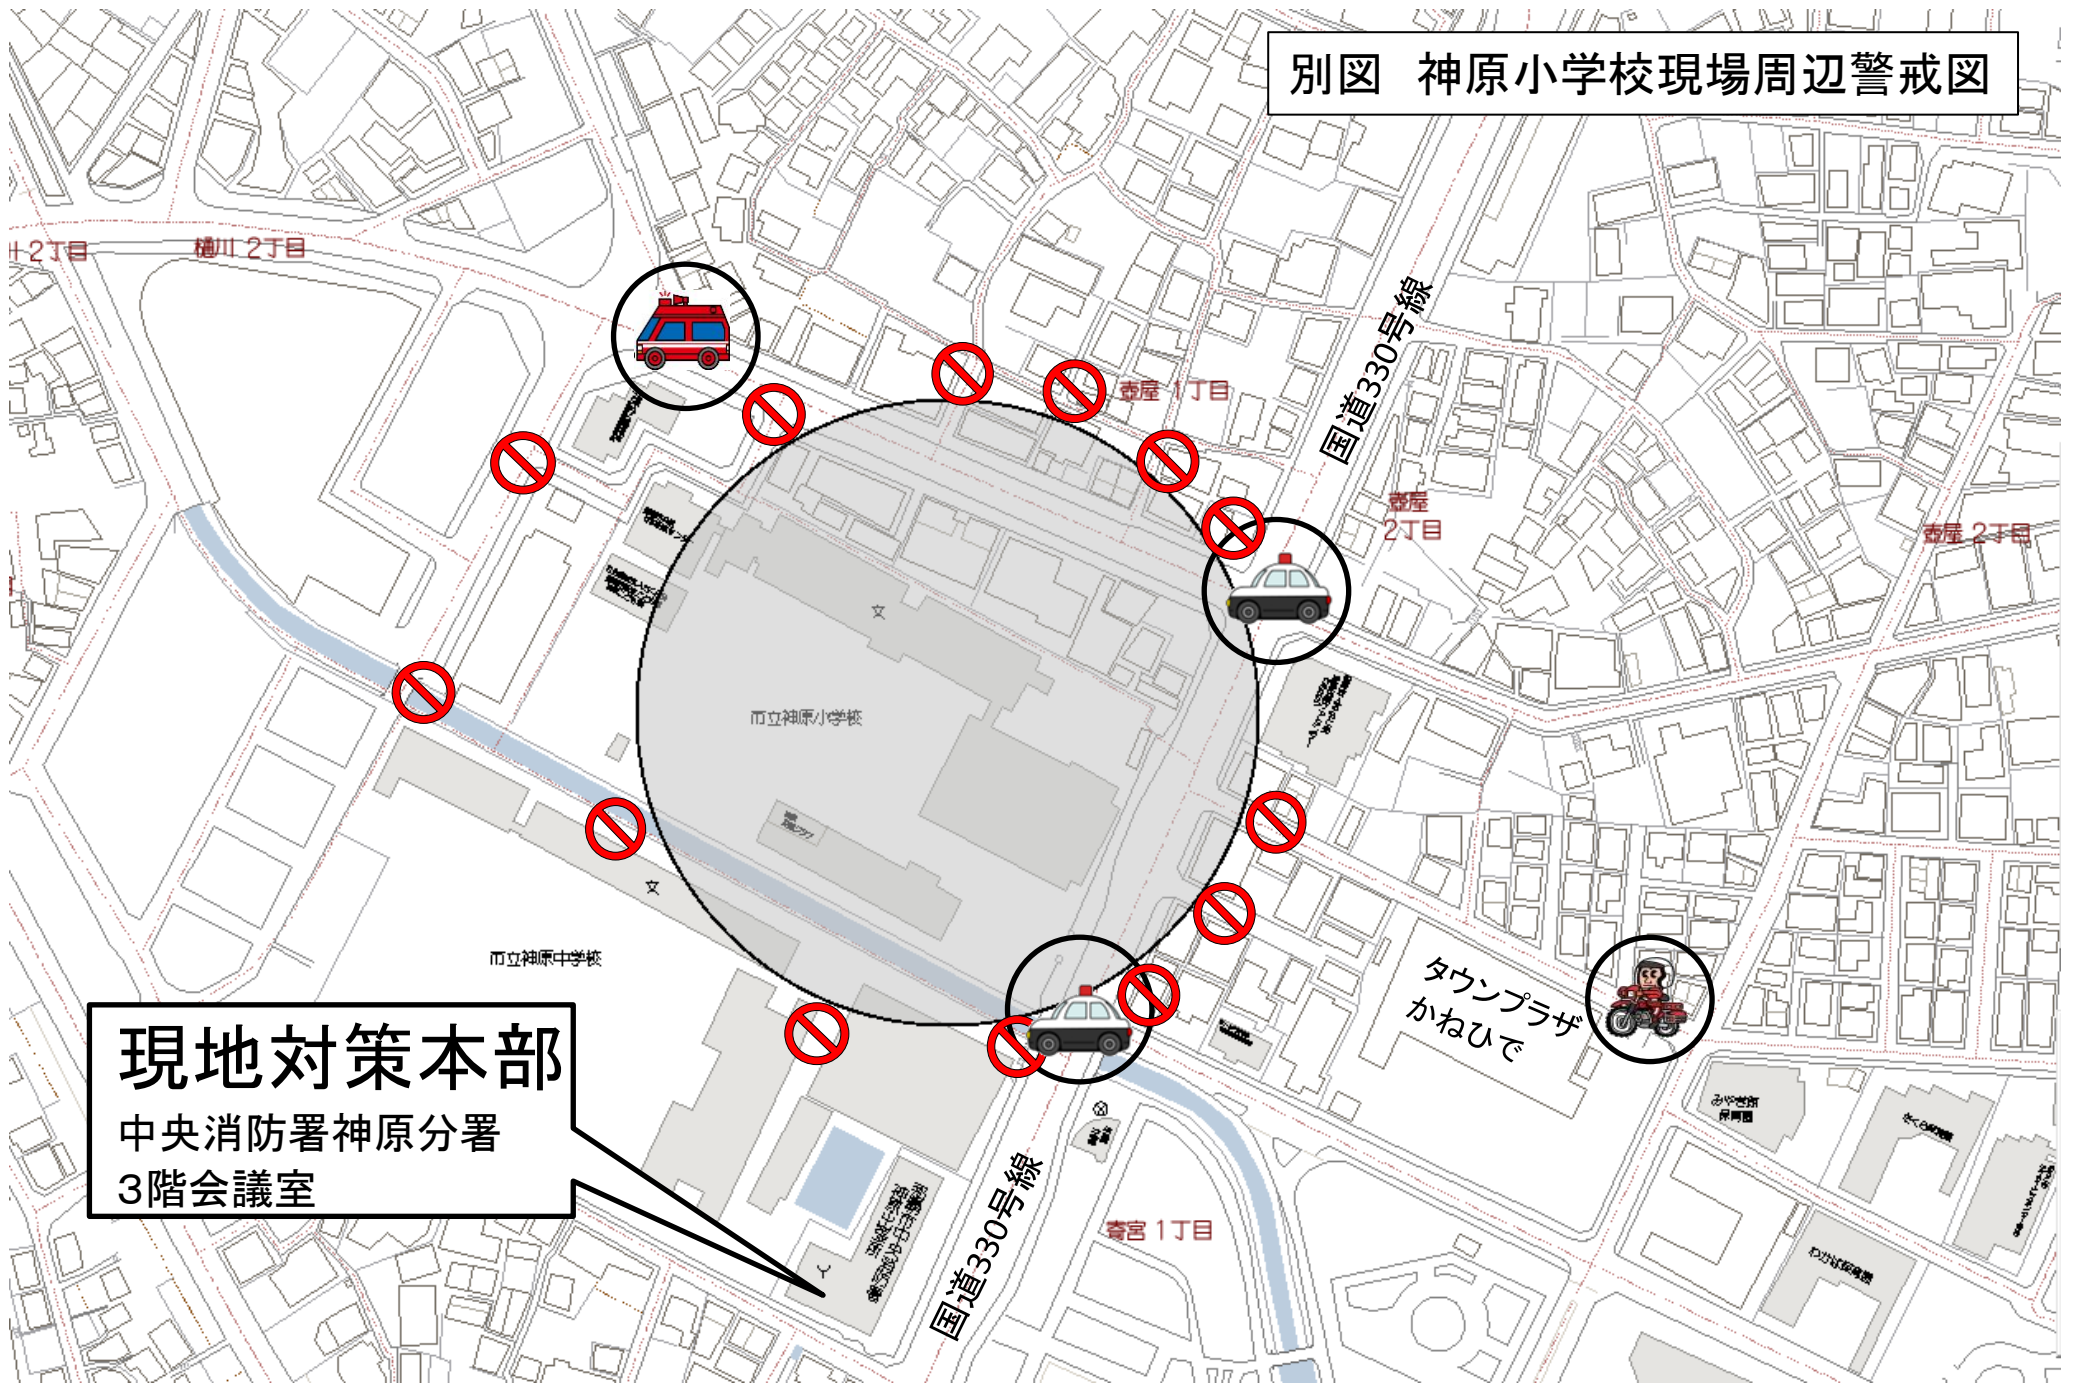 別図　神原小学校現場周辺警戒図
2丁目
樋川 2丁目
国道330号線
壺屋 1丁目
壺屋
2丁目
壺屋 2丁目
文
市立神原小学校
文
市立神原中学校
タウンプラザ
かねひで
現地対策本部
中央消防署神原分署
3階会議室
国道330号線
寄宮 1丁目